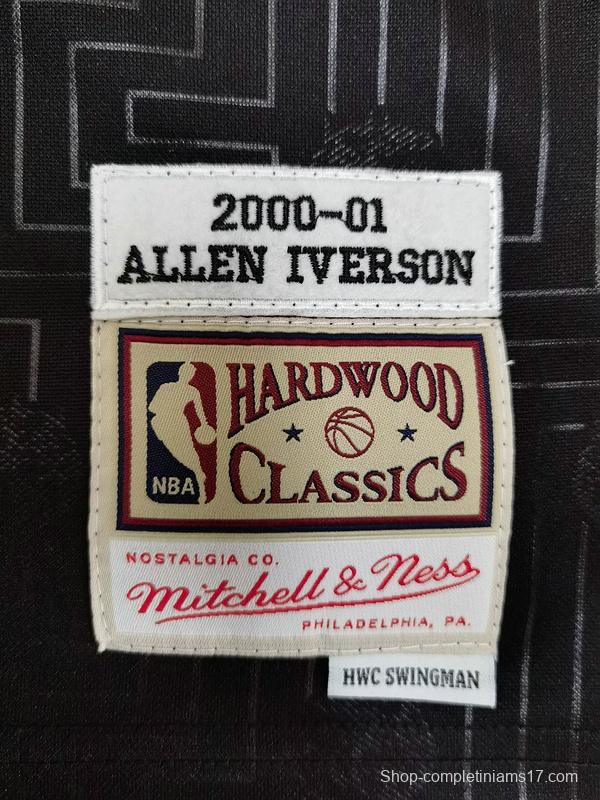 2000-01
ALLEN IVERSON
HARDWOOD
NBA
CLASSICS
NOSTALGIA CO.
Mitchell & Ness
PHILADELPHIA, PA.
HWC SWINGMAN
Shop-completiniams17.com